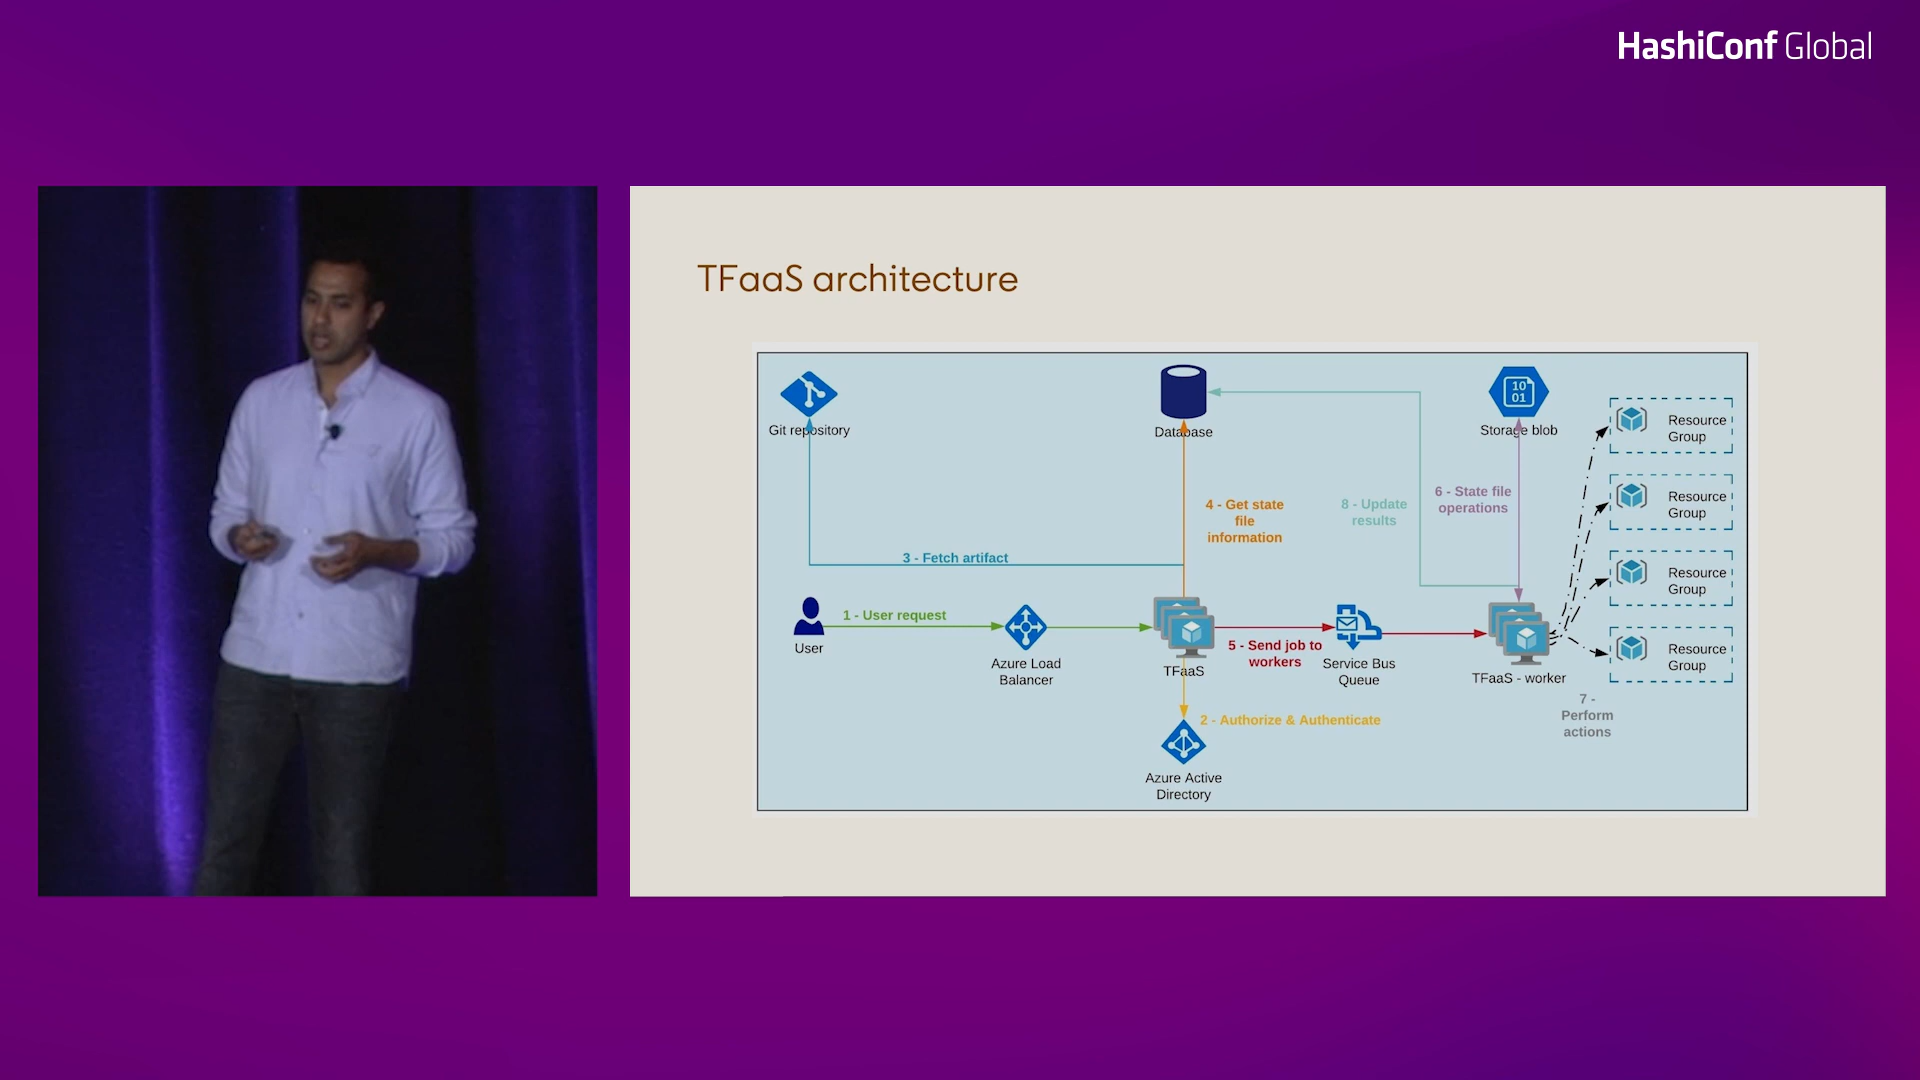 HashiConf Global
TFaaS architecture
Git repository
Database
10
01
Storage blob
Resource
Group
Resource
Group
Resource
Group
Resource
Group
4 - Get state
file
information
8 - Update
results
6 - State file
operations
3 - Fetch artifact
1 - User request
User
Azure Load
Balancer
TFaaS
5 - Send job to
workers
Service Bus
Queue
TFaaS - worker
7 -
Perform
actions
2 - Authorize & Authenticate
Azure Active
Directory